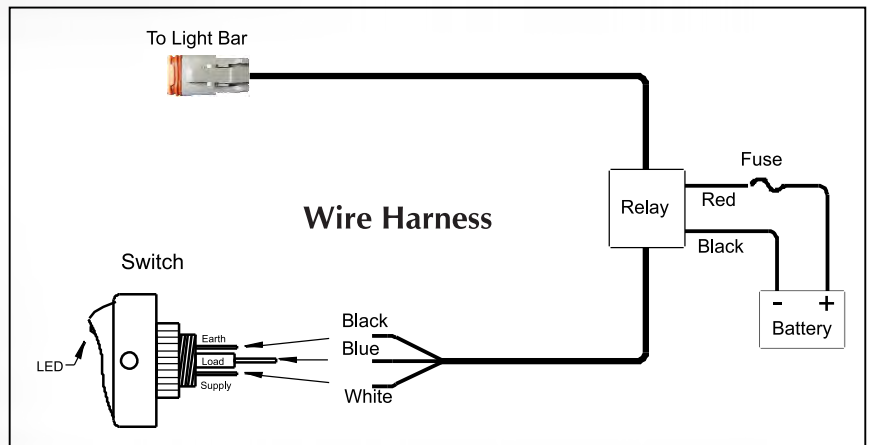 To Light Bar
Fuse
Relay
Red
Wire Harness
Black
Switch
- +
Battery
Black
Earth
Blue
Load
LED
Supply
White